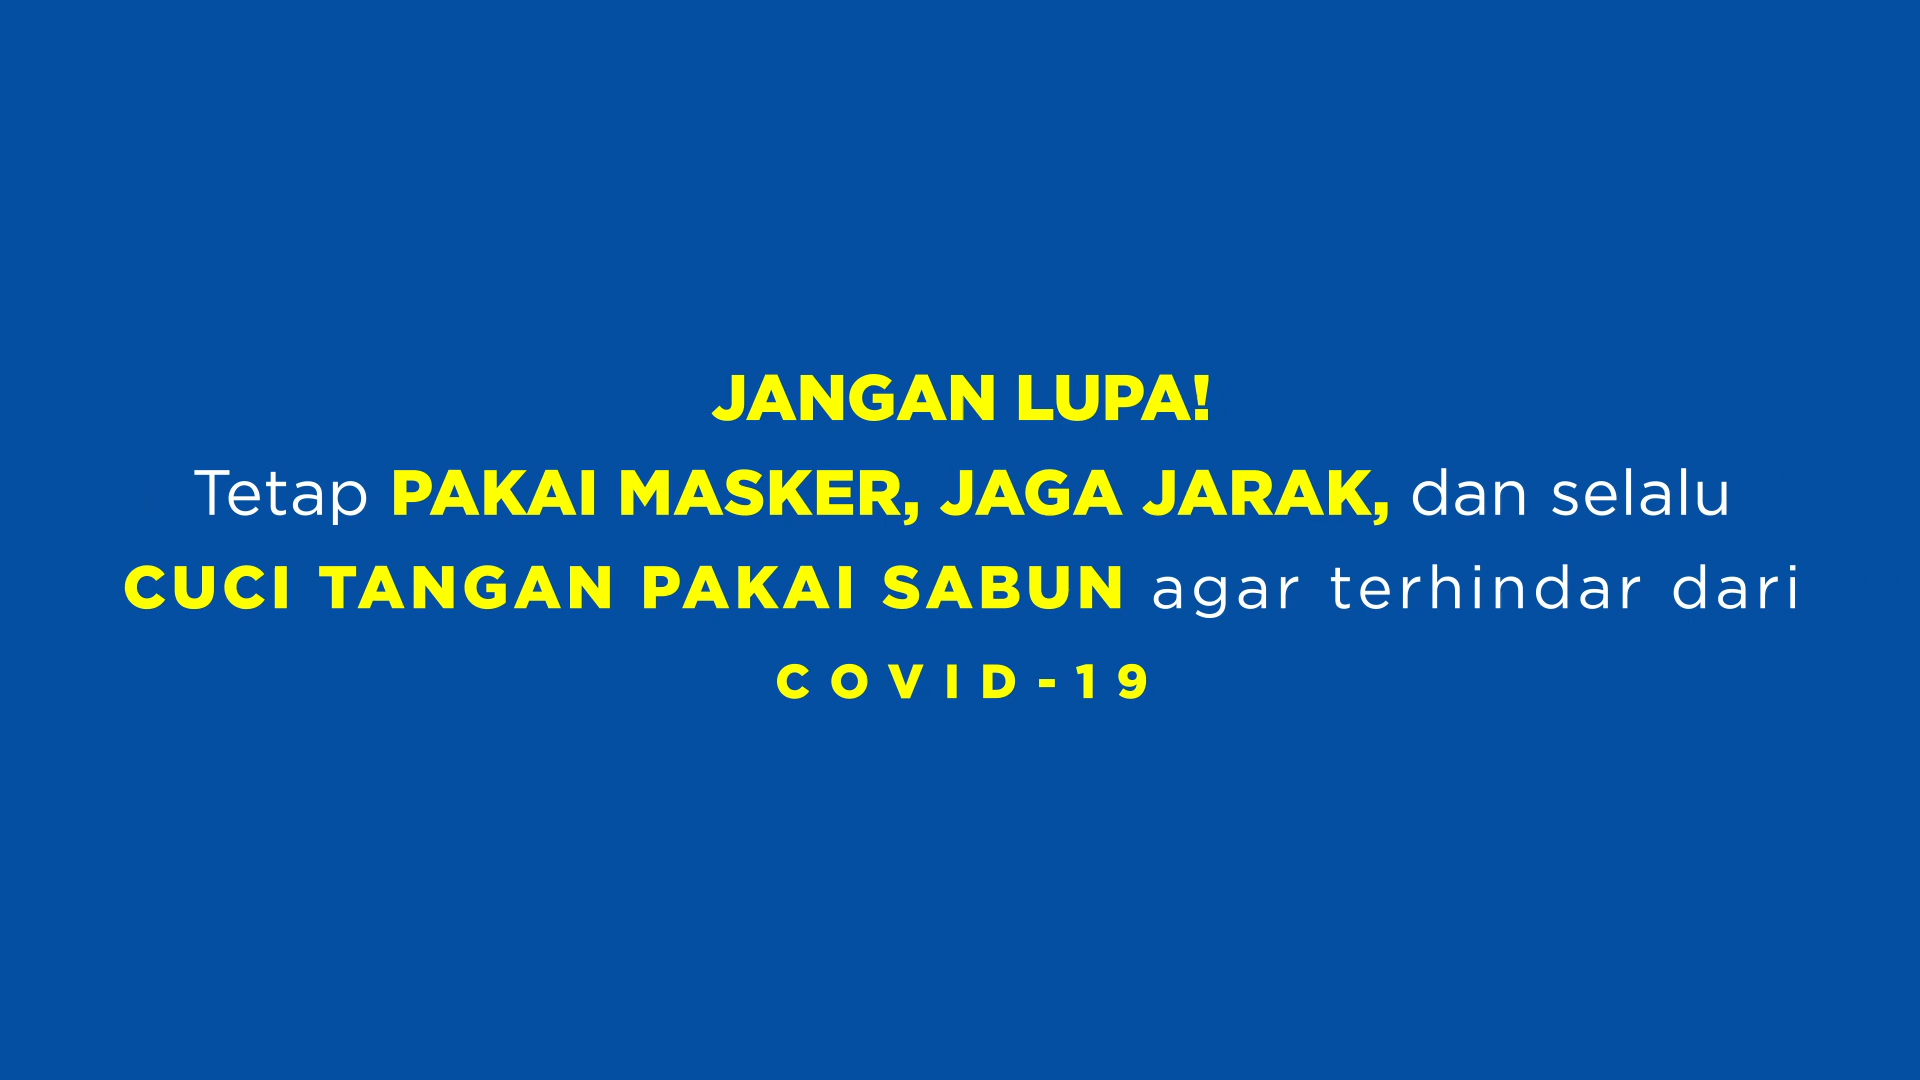 JANGAN LUPA!
Tetap PAKAI MASKER, JAGA JARAK, dan selalu
CUCI TANGAN PAKAI SABUN agar terhindar dari
COVID-19